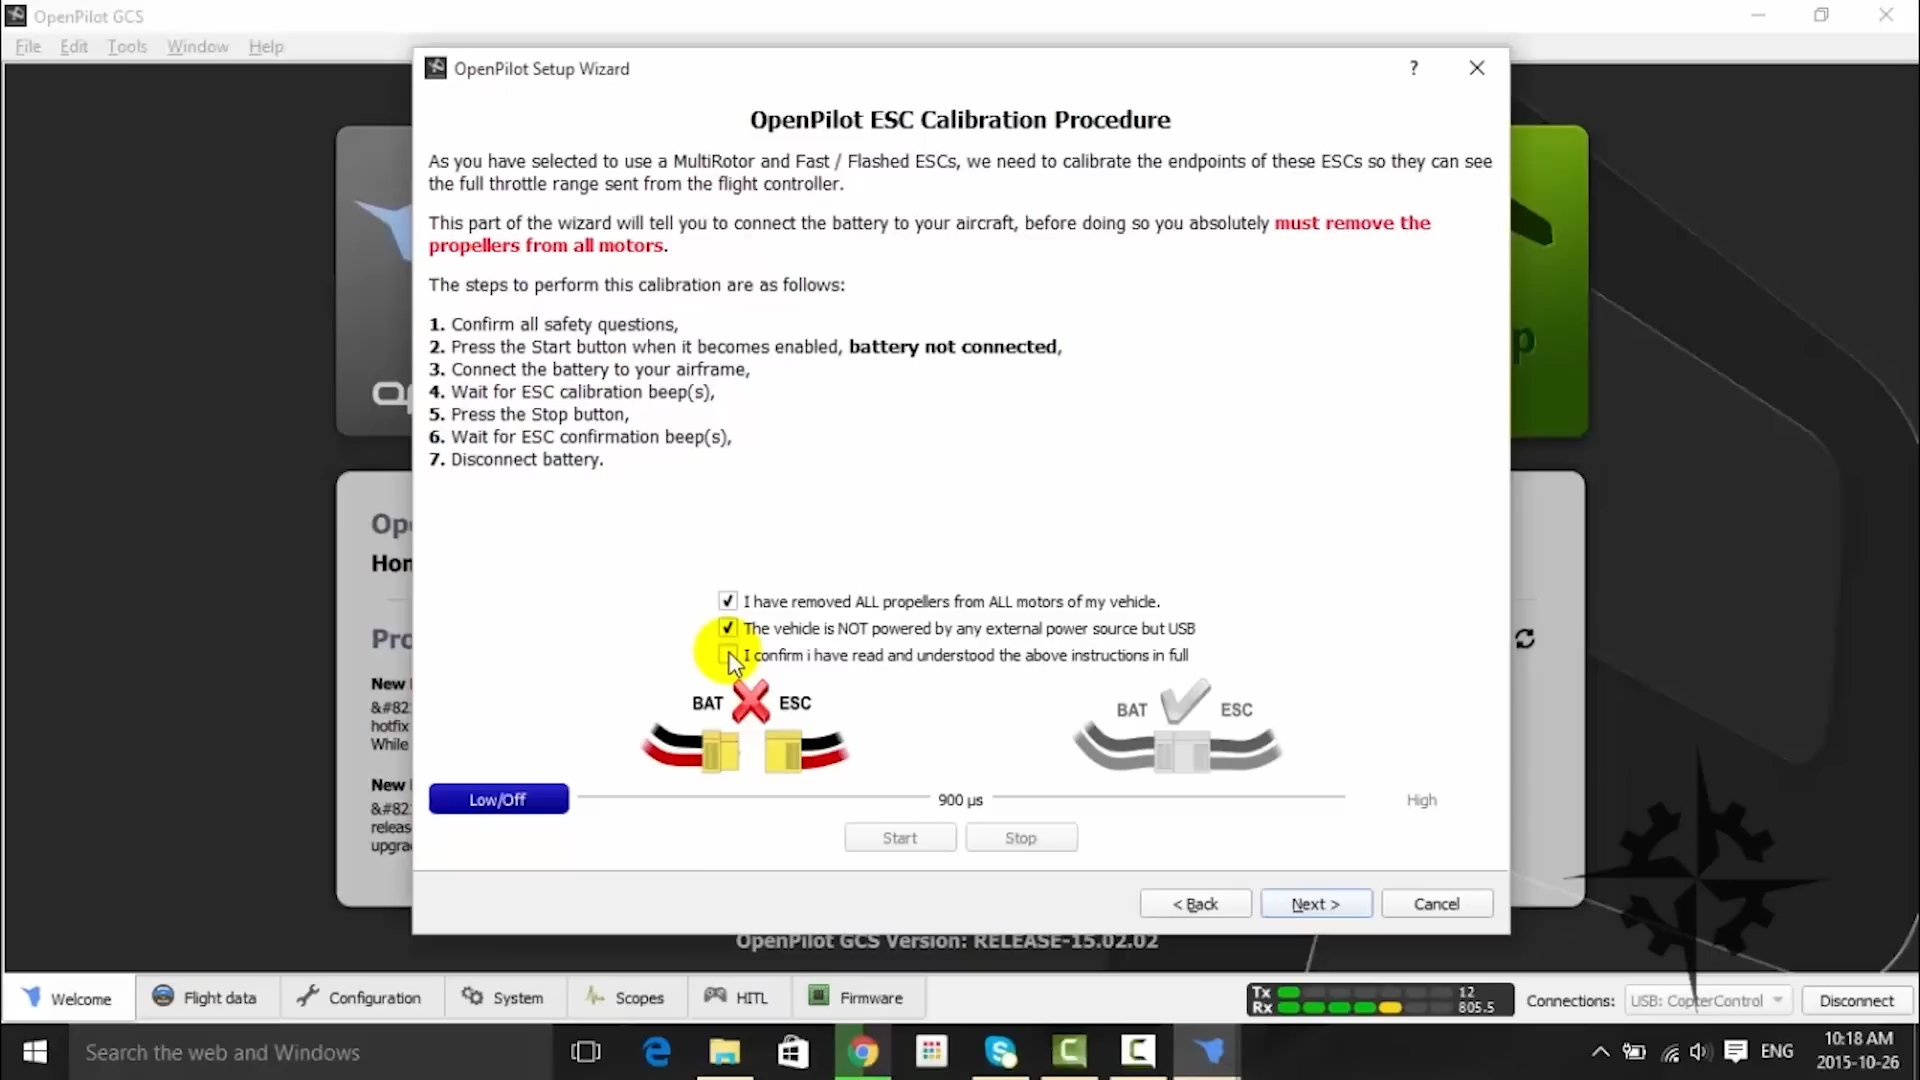 OpenPilot GCS
File Edit Tools Window Help
OpenPilot Setup Wizard
?
OpenPilot ESC Calibration Procedure
As you have selected to use a MultiRotor and Fast / Flashed ESCs, we need to calibrate the endpoints of these ESCs so they can see
the full throttle range sent from the flight controller.
This part of the wizard will tell you to connect the battery to your aircraft, before doing so you absolutely must remove the
propellers from all motors.
The steps to perform this calibration are as follows:
1. Confirm all safety questions,
2. Press the Start button when it becomes enabled, battery not connected,
3. Connect the battery to your airframe,
4. Wait for ESC calibration beep(s),
5. Press the Stop button,
6. Wait for ESC confirmation beep(s),
7. Disconnect battery.
I have removed ALL propellers from ALL motors of my vehicle.
The vehicle is NOT powered by any external power source but USB
I confirm i have read and understood the above instructions in full
BAT ESC
BAT ESC
Low/Off 900 µs High
Start Stop
< Back Next > Cancel
New
&#82
hotfix
While
New
&#82
OpenPilot GCS Version: RELEASE-15.02.02
Welcome Flight data Configuration System Scopes HITL Firmware
Tx 12
Rx 805.5
Connections: USB: CopterControl Disconnect
Search the web and Windows
ENG
10:18 AM
2015-10-26